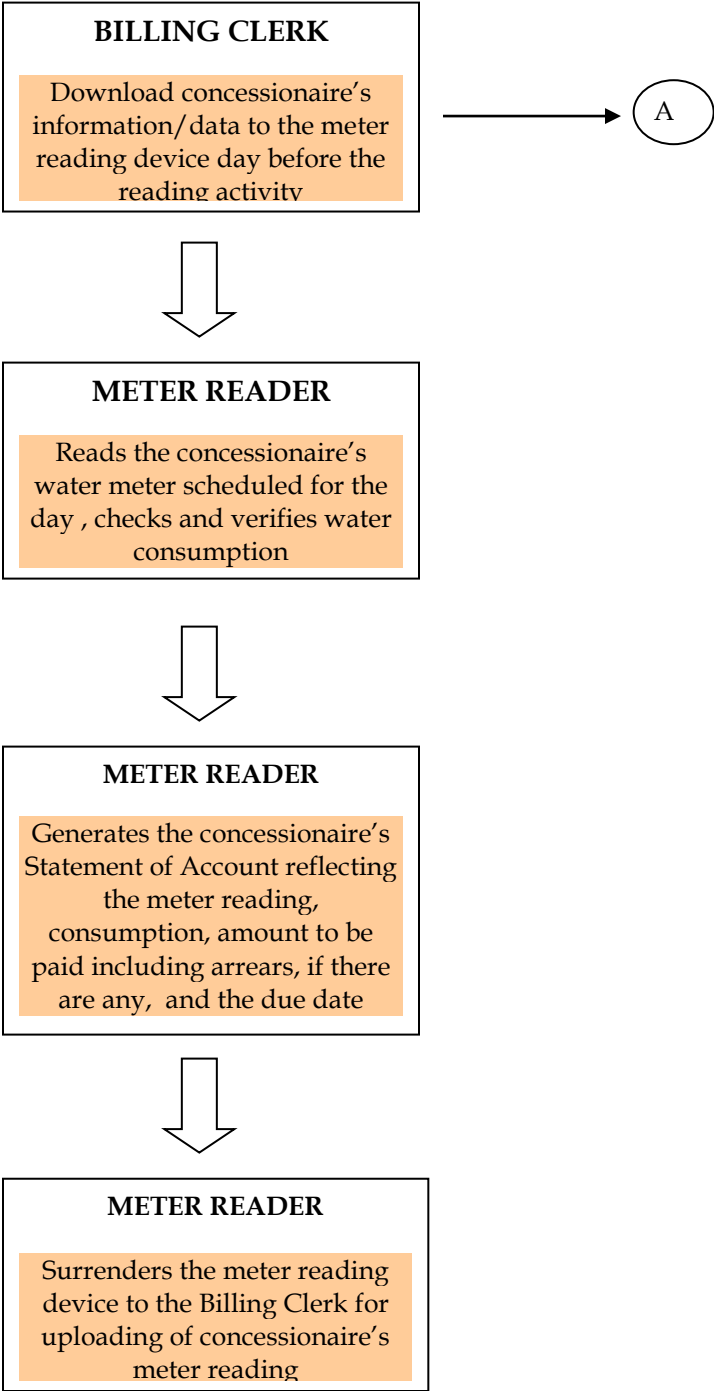 BILLING CLERK
Download concessionaire’s
information/data to the meter
reading device day before the
reading activity
A
METER READER
Reads the concessionaire’s
water meter scheduled for the
day , checks and verifies water
consumption
METER READER
Generates the concessionaire’s
Statement of Account reflecting
the meter reading,
consumption, amount to be
paid including arrears, if there
are any, and the due date
METER READER
Surrenders the meter reading
device to the Billing Clerk for
uploading of concessionaire’s
meter reading